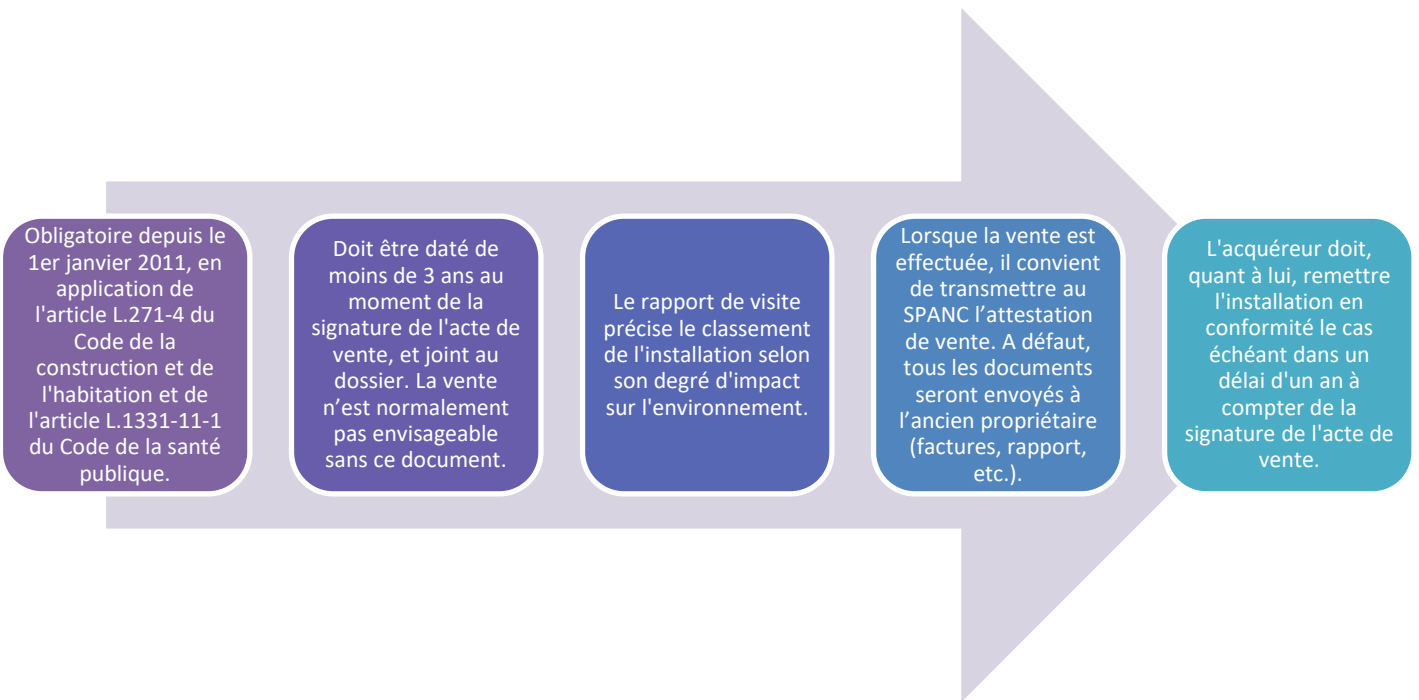 Obligatoire depuis le
1er janvier 2011, en
application de
l'article L.271-4 du
Code de la
construction et de
l'habitation et de
l'article L.1331-11-1
du Code de la santé
publique.
Doit être daté de
moins de 3 ans au
moment de la
signature de l'acte de
vente, et joint au
dossier. La vente
n’est normalement
pas envisageable
sans ce document.
Le rapport de visite
précise le classement
de l'installation selon
son degré d'impact
sur l'environnement.
Lorsque la vente est
effectuée, il convient
de transmettre au
SPANC l’attestation
de vente. A défaut,
tous les documents
seront envoyés à
l’ancien propriétaire
(factures, rapport,
etc.).
L'acquéreur doit,
quant à lui, remettre
l'installation en
conformité le cas
échéant dans un
délai d'un an à
compter de la
signature de l'acte de
vente.